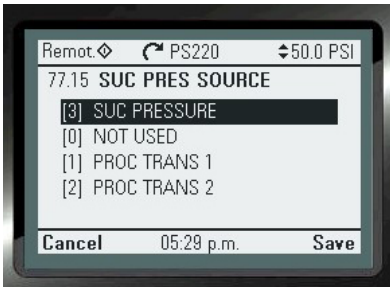 Remot. PS220 50.0 PSI
77.15 SUC PRES SOURCE
[3] SUC PRESSURE
[0] NOT USED
[1] PROC TRANS 1
[2] PROC TRANS 2
Cancel 05:29 p.m. Save